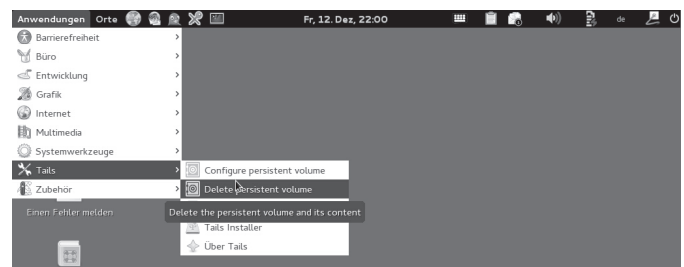 Anwendungen Orte Fr, 12. Dez, 22:00 de
Barrierefreiheit
Büro
Entwicklung
Grafik
Internet
Multimedia
Systemwerkzeuge
Tails
Configure persistent volume
Zubehör
Delete persistent volume
Einen Fehler melden
Delete the persistent volume and its content
Tails Installer
Über Tails